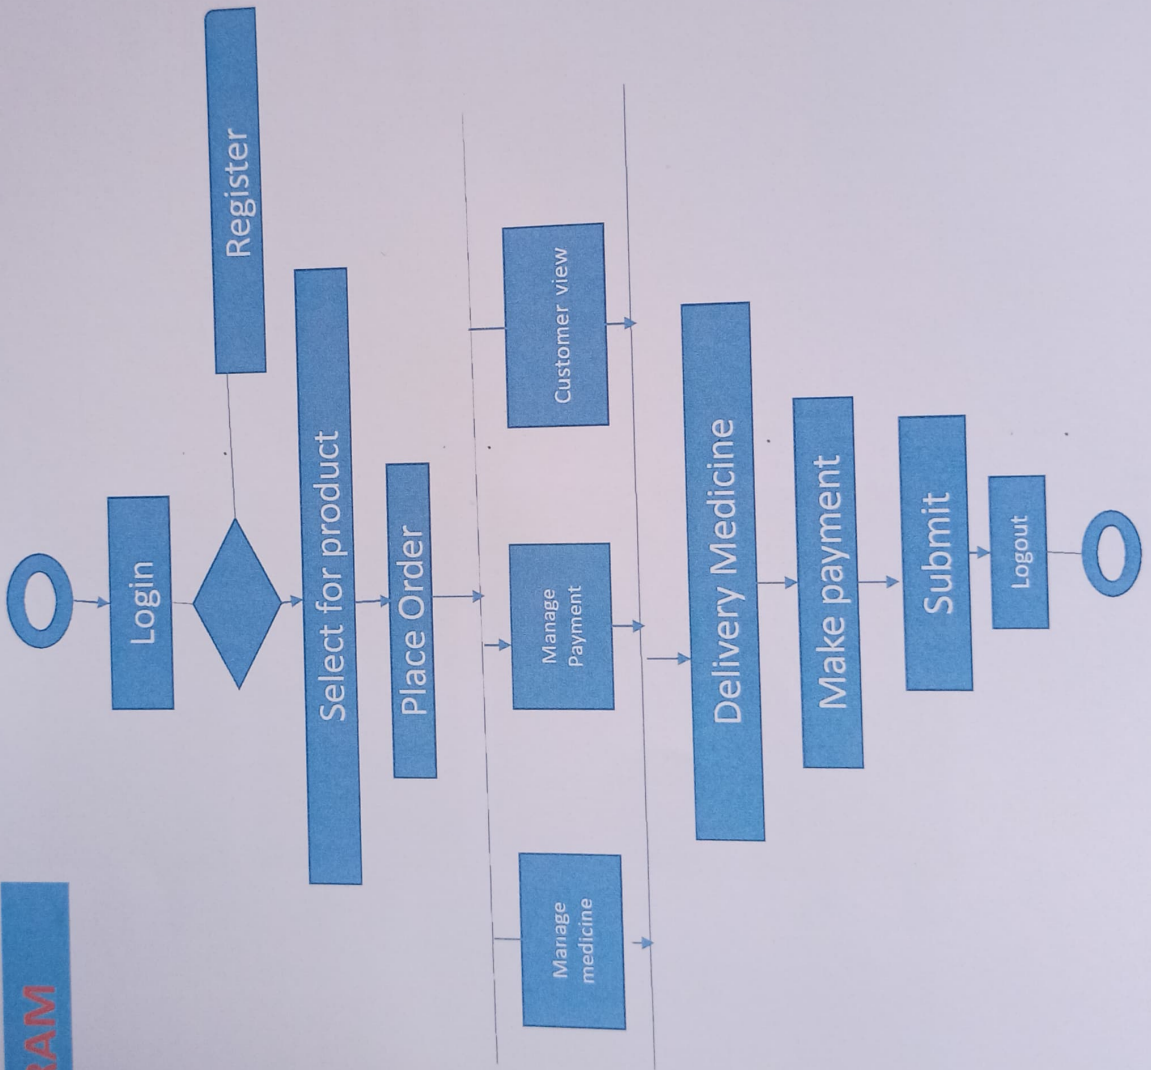 RAM
Login
Register
Select for product
Place Order
Manage
medicine
Manage
Payment
Customer view
Delivery Medicine
Make payment
Submit
Logout